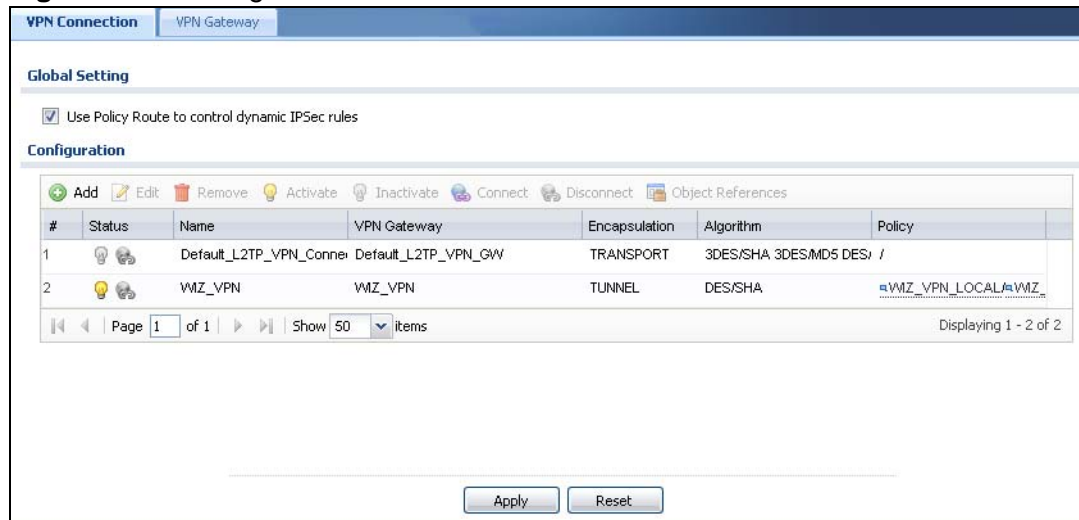 VPN Connection VPN Gateway
Global Setting
Use Policy Route to control dynamic IPSec rules
Configuration
Add Edit Remove Activate Inactivate Connect Disconnect Object References
# Status Name VPN Gateway Encapsulation Algorithm Policy
1 Default_L2TP_VPN_Conne Default_L2TP_VPN_GW TRANSPORT 3DES/SHA 3DES/MD5 DES/ /
2 WIZ_VPN WIZ_VPN TUNNEL DES/SHA WIZ_VPN_LOCAL/WIZ_
Page 1 of 1 Show 50 items Displaying 1 - 2 of 2
Apply Reset